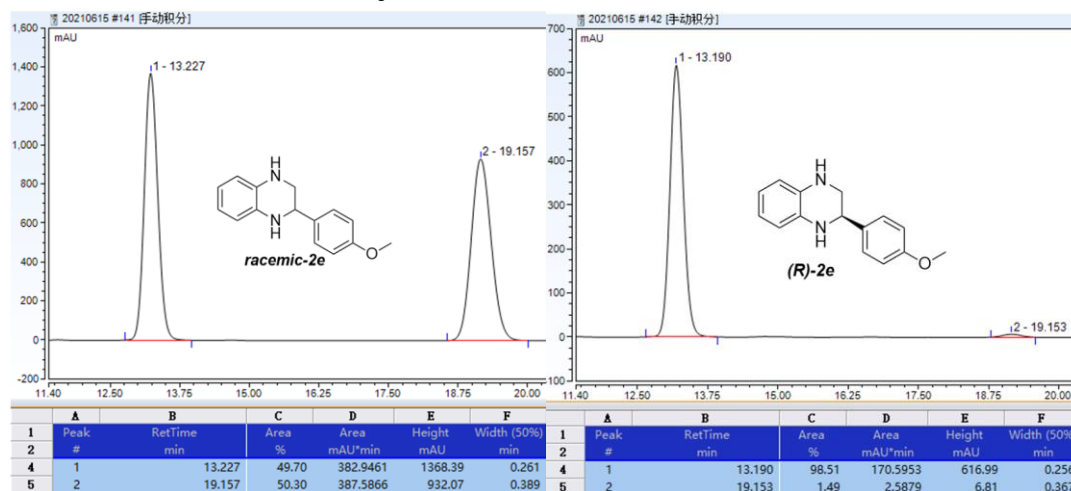 20210615 #141 [手动积分]
mAU
1,600
1,400
1,200
1,000
800
600
400
200
0
-200
1 - 13.227
2 - 19.157
H
N
N
H
O
racemic-2e
11.40 12.50 13.75 15.00 16.25 17.50 18.75 20.00
A B C D E F
1 Peak RetTime Area Area Height Width (50%)
2 # min % mAU*min mAU min
4 1 13.227 49.70 382.9461 1368.39 0.261
5 2 19.157 50.30 387.5866 932.07 0.389
20210615 #142 [手动积分]
mAU
700
600
500
400
300
200
100
0
-100
1 - 13.190
2 - 19.153
H
N
N
H
O
(R)-2e
11.40 12.50 13.75 15.00 16.25 17.50 18.75 20.00
A B C D E F
1 Peak RetTime Area Area Height Width (50%)
2 # min % mAU*min mAU min
4 1 13.190 98.51 170.5953 616.99 0.256
5 2 19.153 1.49 2.5879 6.81 0.367